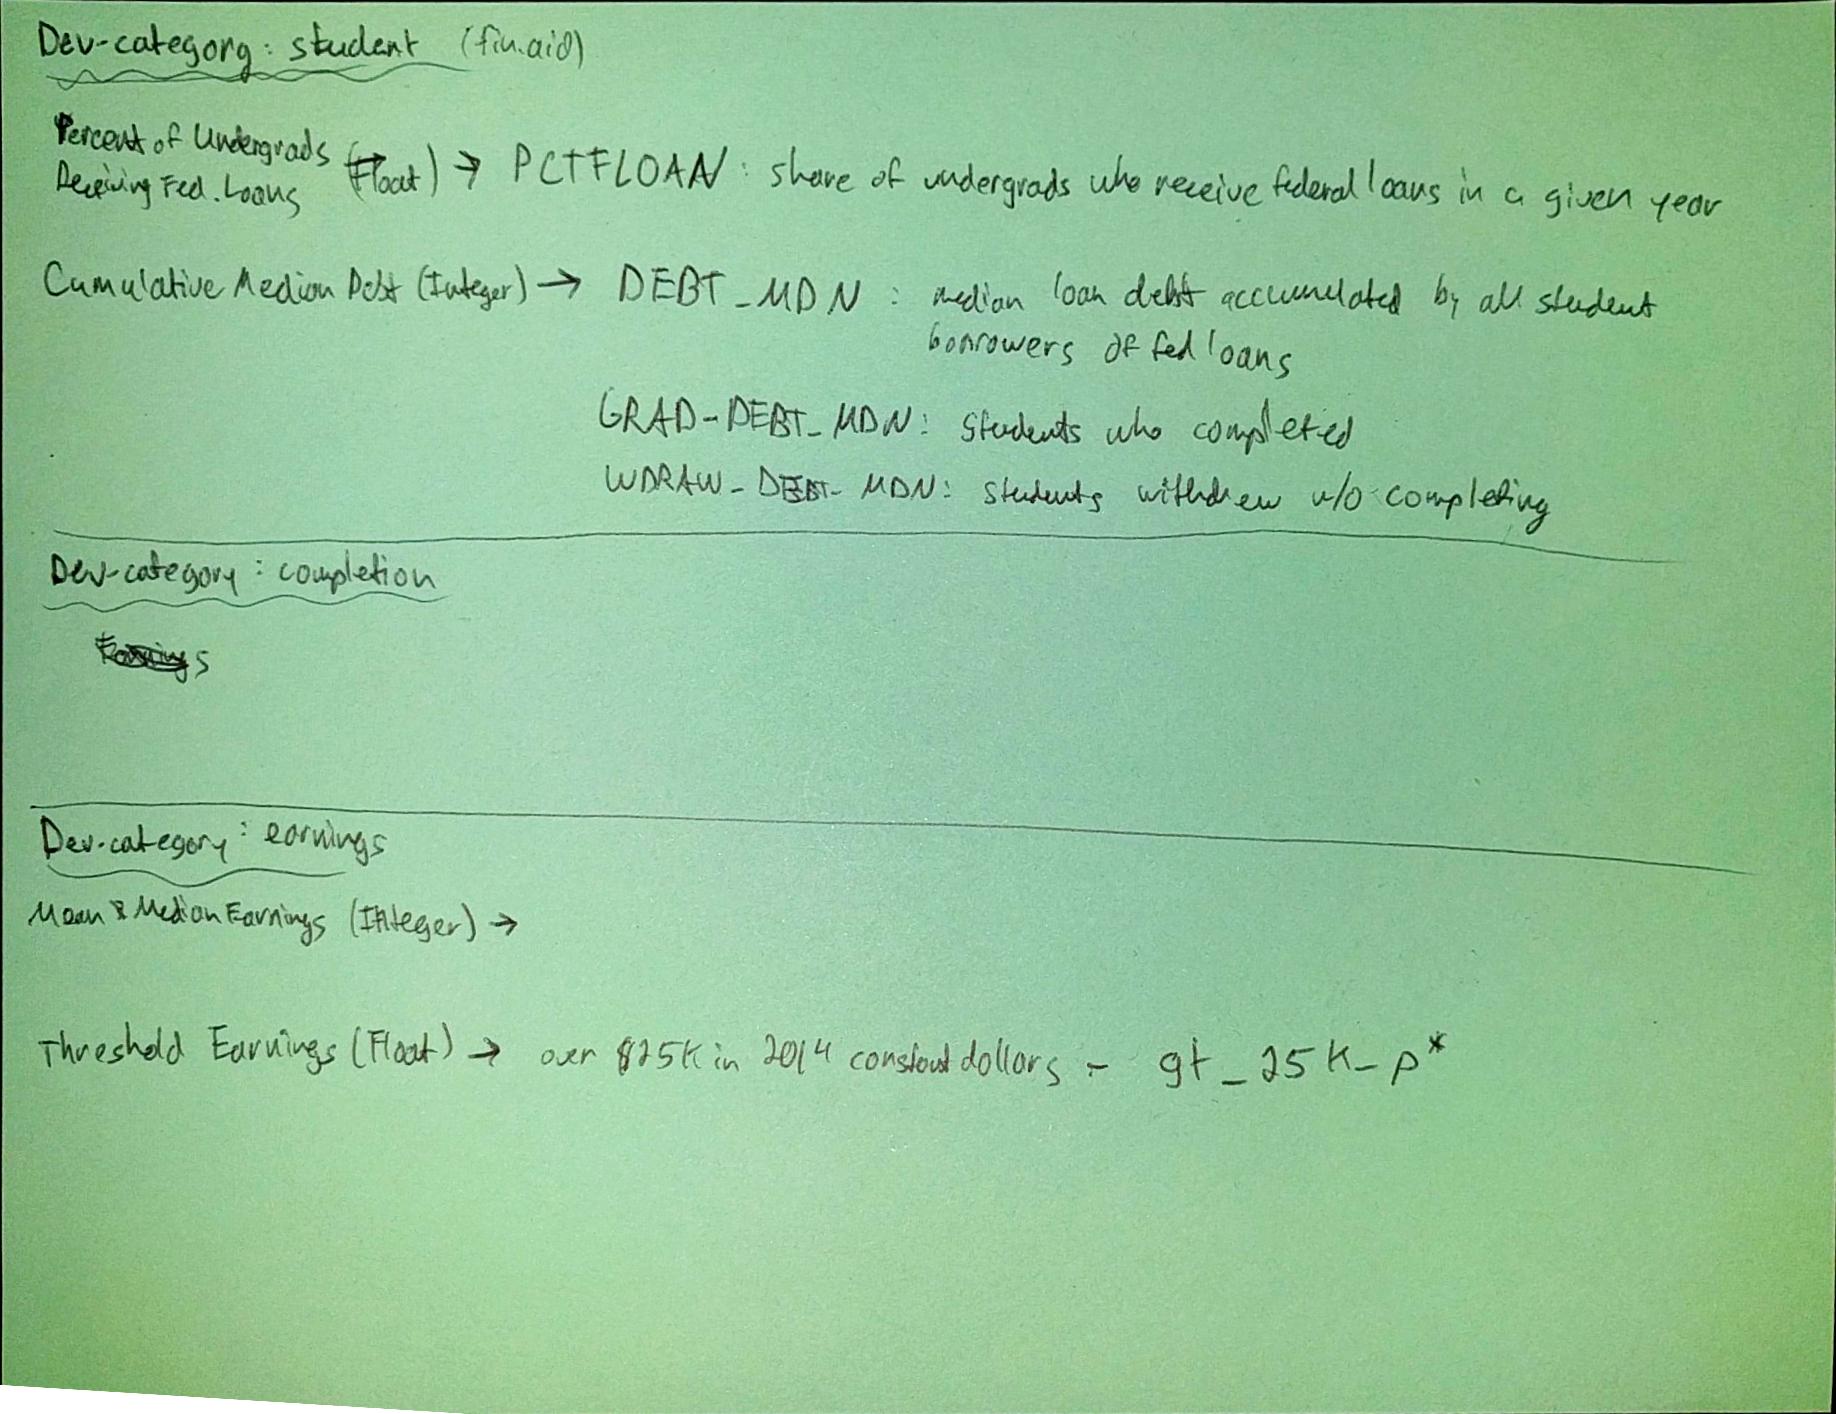 Dev-category: student (fin.aid)
Percent of Undergrads
Receiving Fed. Loans (Float) → PCTFLOAN: share of undergrads who receive federal loans in a given year
Cumulative Median Debt (Integer) → DEBT_MDN: median loan debt accumulated by all student
borrowers of fed loans
GRAD-DEBT_MDN: students who completed
WDRAW_DEBT_MDN: students withdrew w/o completing
Dev-category: completion
Dev-category: earnings
Mean & Median Earnings (Integer) →
Threshold Earnings (Float) → over $25K in 2014 constant dollars - gt_25K_p*